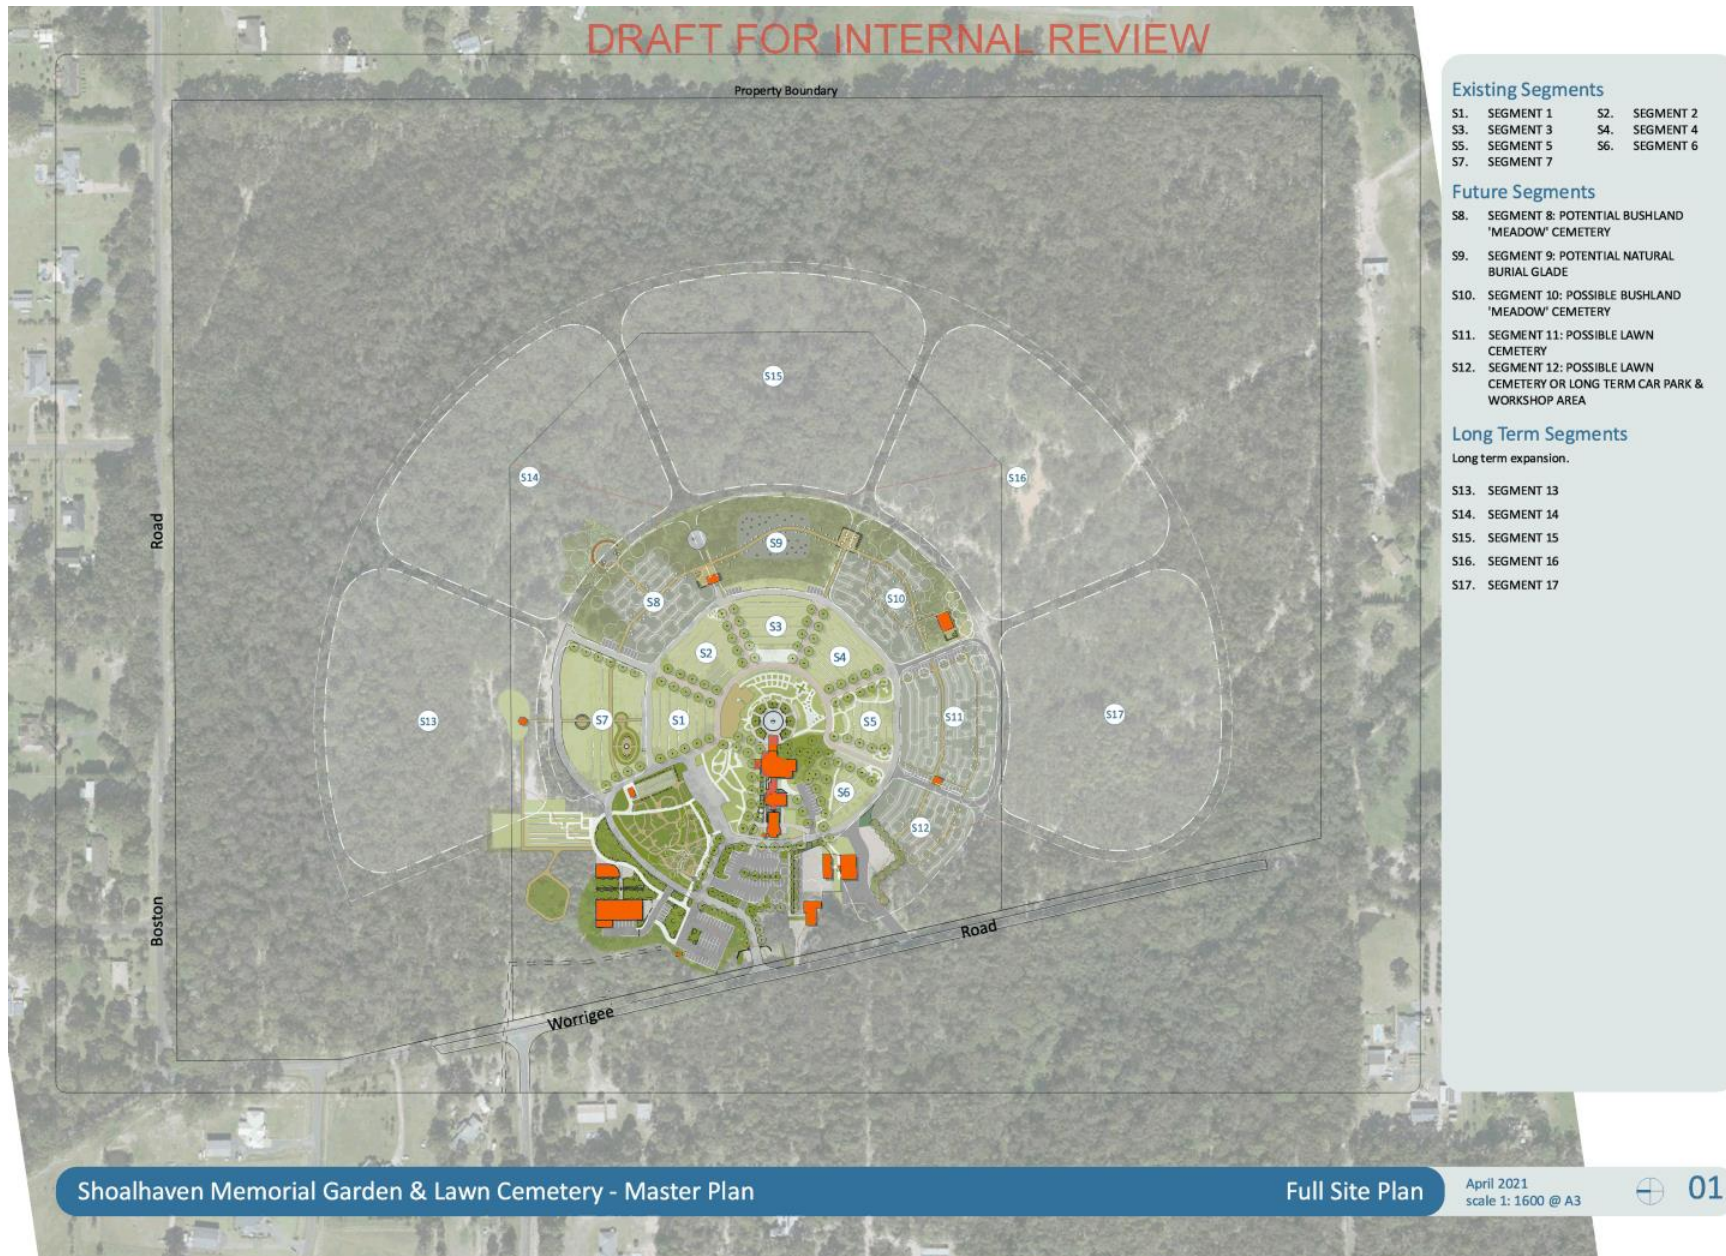 DRAFT FOR INTERNAL REVIEW
Property Boundary
Existing Segments
S1. SEGMENT 1 S2. SEGMENT 2
S3. SEGMENT 3 S4. SEGMENT 4
S5. SEGMENT 5 S6. SEGMENT 6
S7. SEGMENT 7
Future Segments
S8. SEGMENT 8: POTENTIAL BUSHLAND
'MEADOW' CEMETERY
S9. SEGMENT 9: POTENTIAL NATURAL
BURIAL GLADE
S10. SEGMENT 10: POSSIBLE BUSHLAND
'MEADOW' CEMETERY
S11. SEGMENT 11: POSSIBLE LAWN
CEMETERY
S12. SEGMENT 12: POSSIBLE LAWN
CEMETERY OR LONG TERM CAR PARK &
WORKSHOP AREA
Long Term Segments
Long term expansion.
S13. SEGMENT 13
S14. SEGMENT 14
S15. SEGMENT 15
S16. SEGMENT 16
S17. SEGMENT 17
S15
S14
S16
S9
S8
S10
S3
S2
S4
S13
S7
S1
S5
S11
S17
S6
S12
Boston Road
Worrigee Road
Shoalhaven Memorial Garden & Lawn Cemetery - Master Plan
Full Site Plan
April 2021
scale 1: 1600 @ A3
01